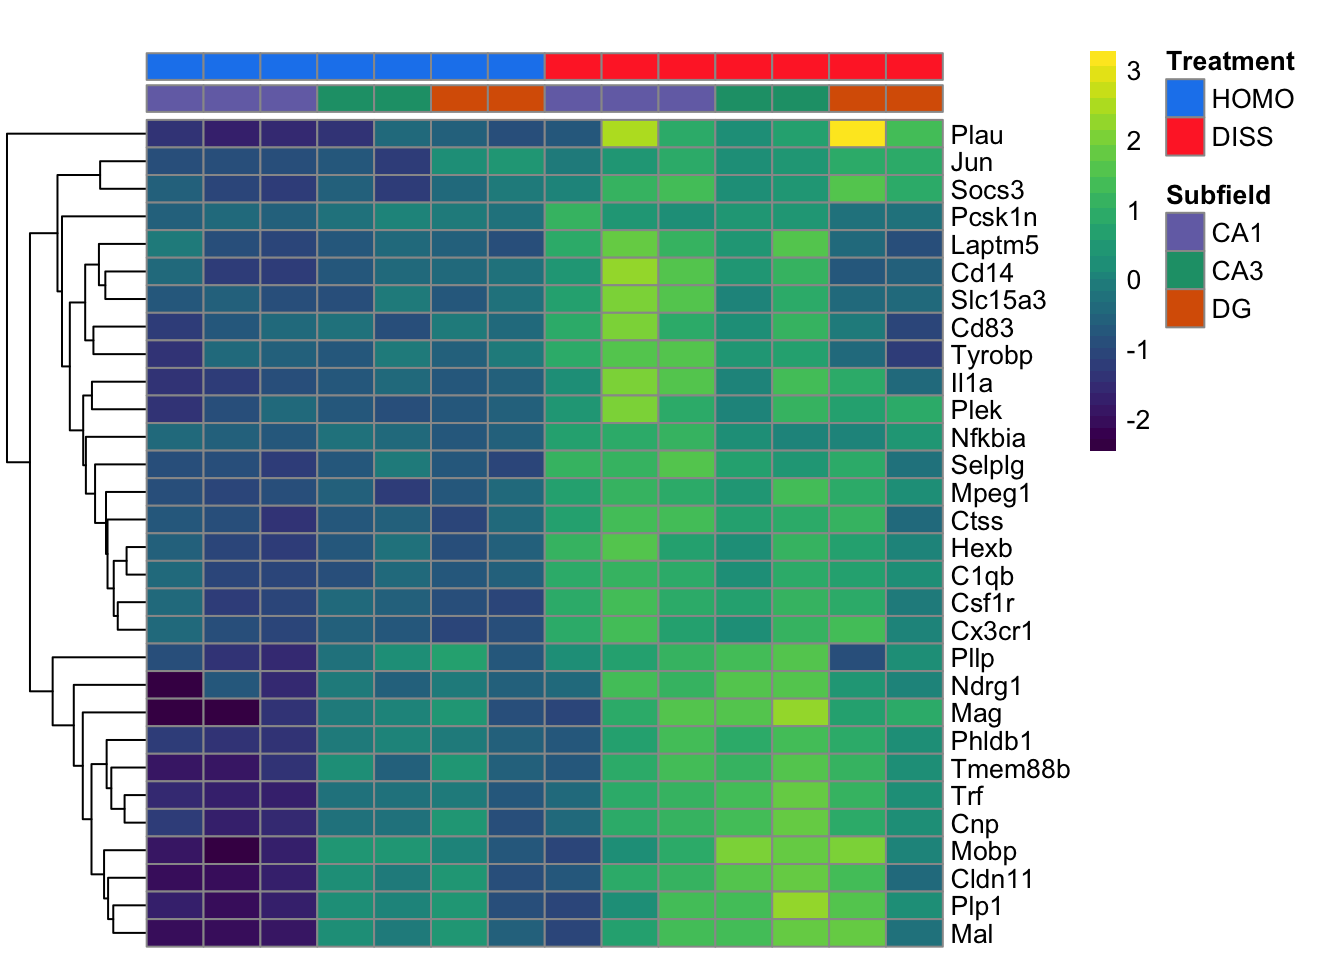 Plau
Jun
Socs3
Pcsk1n
Laptm5
Cd14
Slc15a3
Cd83
Tyrobp
Il1a
Plek
Nfkbia
Selplg
Mpeg1
Ctss
Hexb
C1qb
Csf1r
Cx3cr1
Pllp
Ndrg1
Mag
Phldb1
Tmem88b
Trf
Cnp
Mobp
Cldn11
Plp1
Mal
3
2
1
0
-1
-2
Treatment
HOMO
DISS
Subfield
CA1
CA3
DG